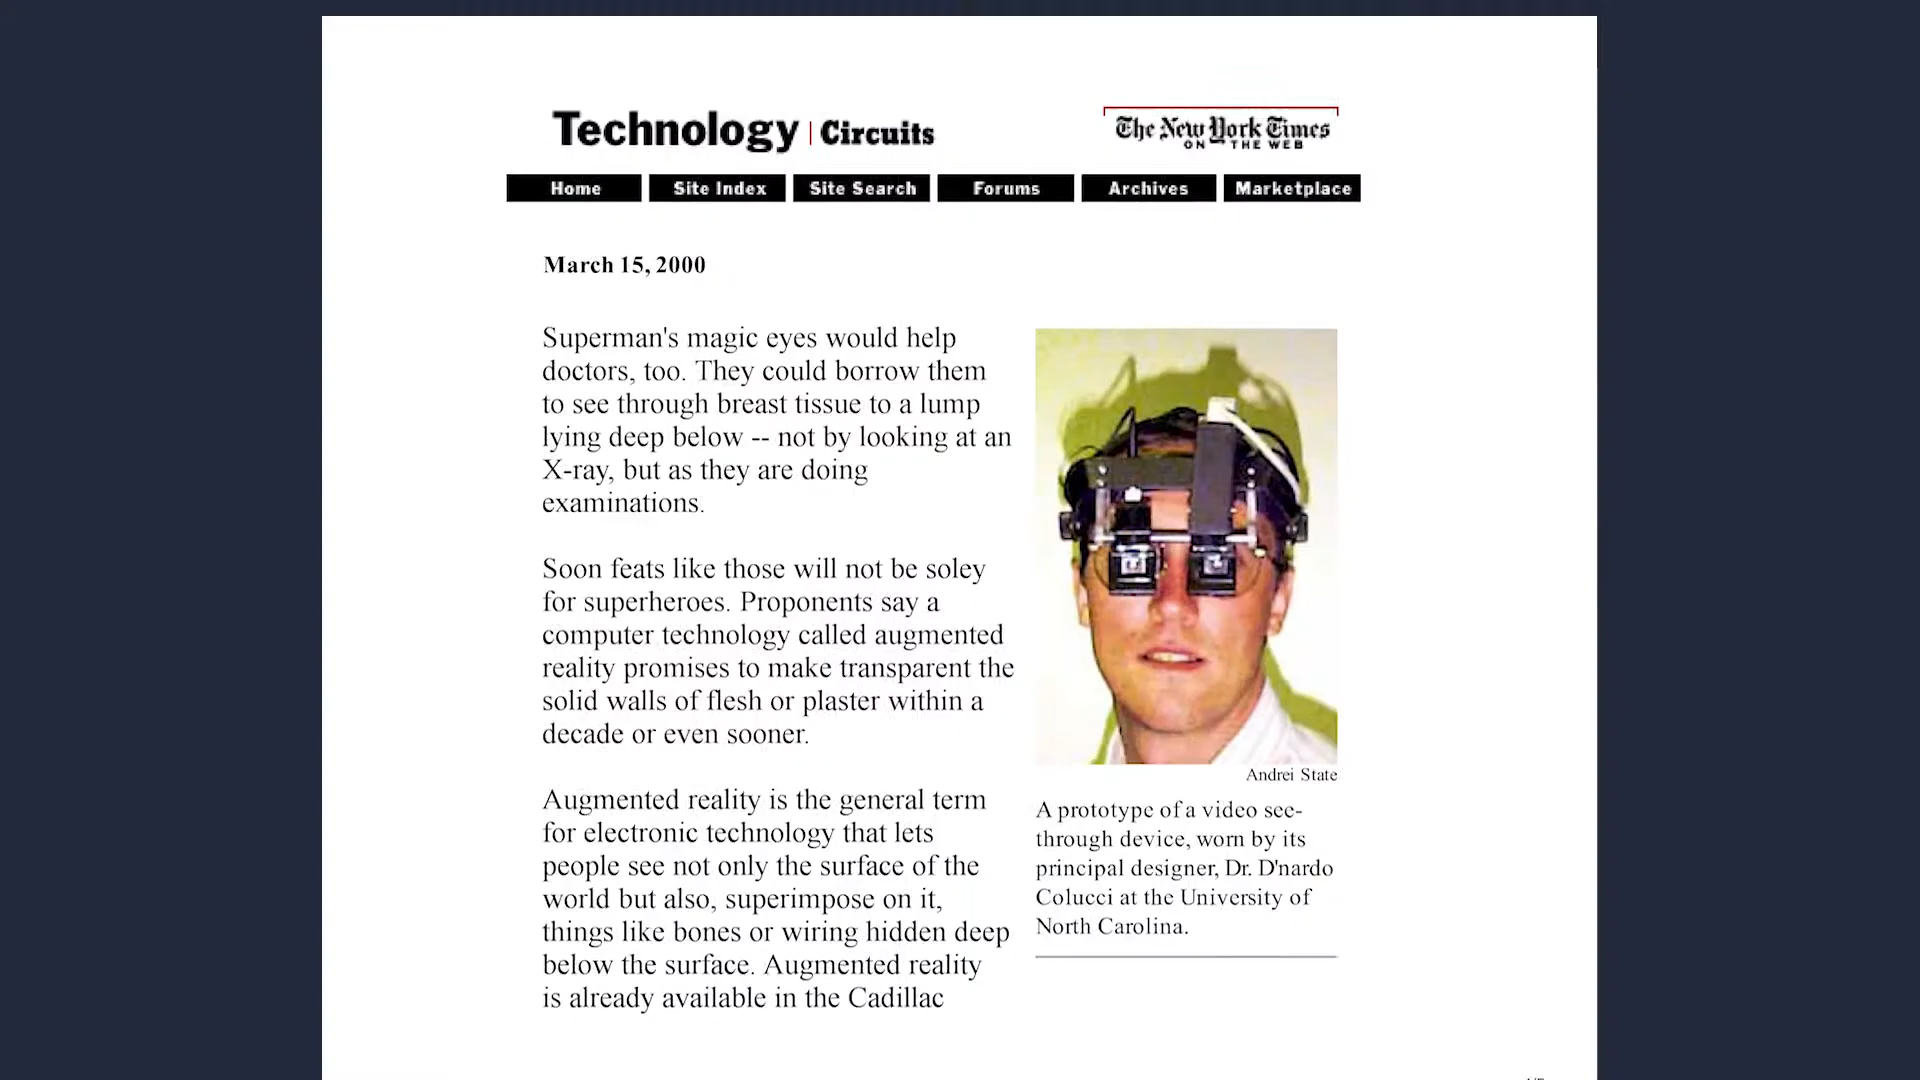 Technology | Circuits
The New York Times
ON THE WEB
Home Site Index Site Search Forums Archives Marketplace
March 15, 2000
Superman's magic eyes would help
doctors, too. They could borrow them
to see through breast tissue to a lump
lying deep below -- not by looking at an
X-ray, but as they are doing
examinations.
Soon feats like those will not be soley
for superheroes. Proponents say a
computer technology called augmented
reality promises to make transparent the
solid walls of flesh or plaster within a
decade or even sooner.
Augmented reality is the general term
for electronic technology that lets
people see not only the surface of the
world but also, superimpose on it,
things like bones or wiring hidden deep
below the surface. Augmented reality
is already available in the Cadillac
Andrei State
A prototype of a video see-
through device, worn by its
principal designer, Dr. D'nardo
Colucci at the University of
North Carolina.